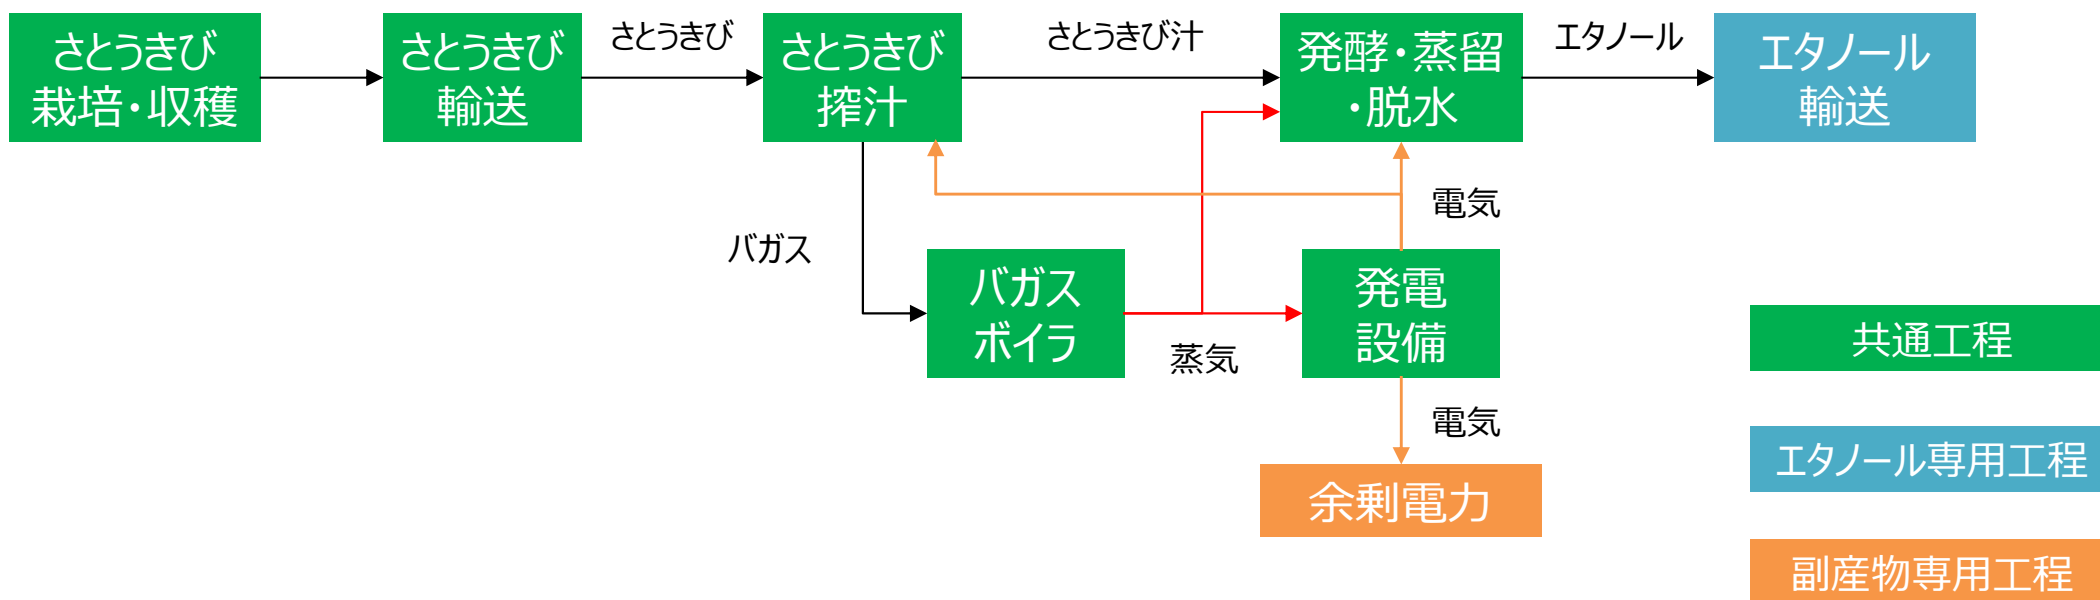 さとうきび
栽培・収穫
さとうきび
輸送
さとうきび
さとうきび
搾汁
さとうきび汁
発酵・蒸留
・脱水
エタノール
エタノール
輸送
電気
バガス
バガス
ボイラ
蒸気
発電
設備
電気
余剰電力
共通工程
エタノール専用工程
副産物専用工程